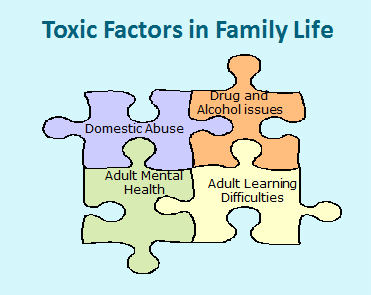 Toxic Factors in Family Life
Drug and
Alcohol issues
Domestic Abuse
Adult Mental
Health
Adult Learning
Difficulties